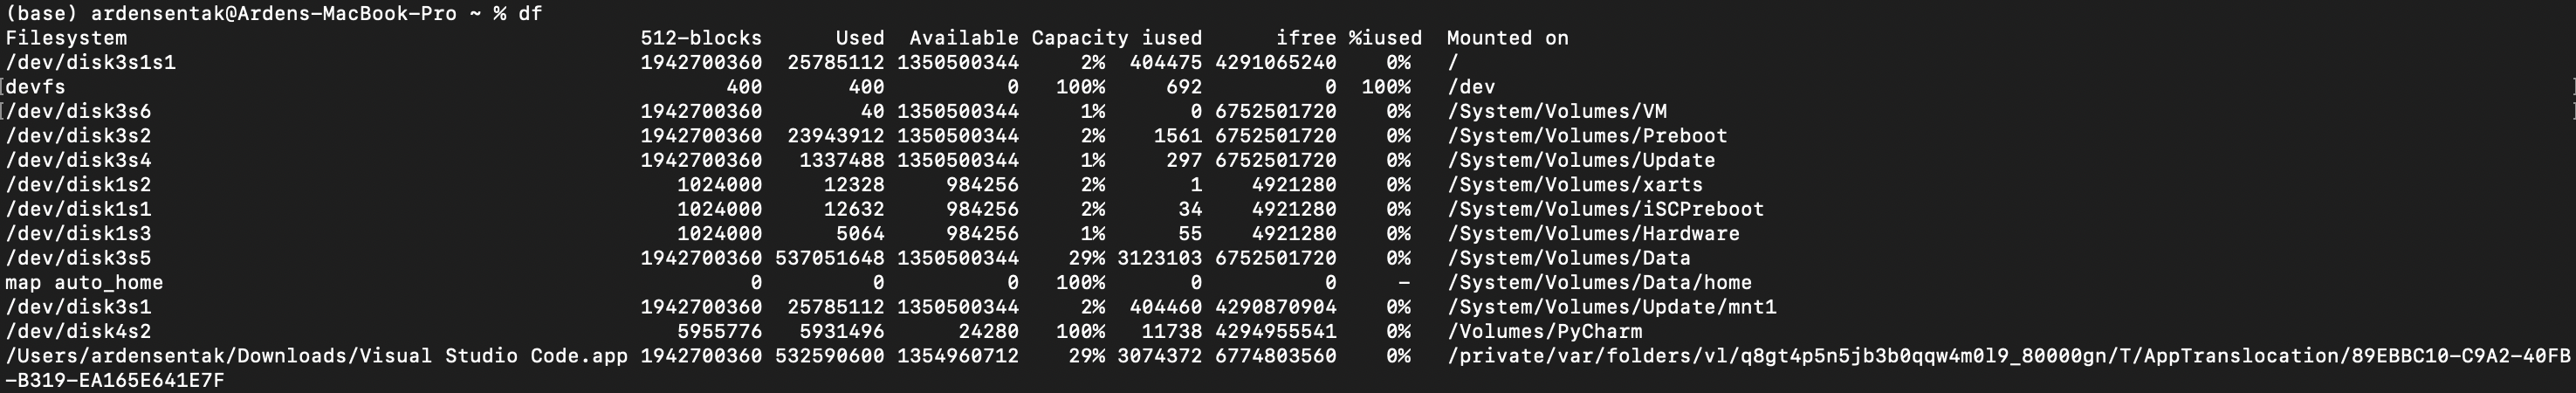 (base) ardensentak@Ardens-MacBook-Pro ~ % df
Filesystem 512-blocks Used Available Capacity iused ifree %iused Mounted on
/dev/disk3s1s1 1942700360 25785112 1350500344 2% 404475 4291065240 0% /
devfs 400 400 0 100% 692 0 100% /dev
/dev/disk3s6 1942700360 40 1350500344 1% 0 6752501720 0% /System/Volumes/VM
/dev/disk3s2 1942700360 23943912 1350500344 2% 1561 6752501720 0% /System/Volumes/Preboot
/dev/disk3s4 1942700360 1337488 1350500344 1% 297 6752501720 0% /System/Volumes/Update
/dev/disk1s2 1024000 12328 984256 2% 1 4921280 0% /System/Volumes/xarts
/dev/disk1s1 1024000 12632 984256 2% 34 4921280 0% /System/Volumes/iSCPreboot
/dev/disk1s3 1024000 5064 984256 1% 55 4921280 0% /System/Volumes/Hardware
/dev/disk3s5 1942700360 537051648 1350500344 29% 3123103 6752501720 0% /System/Volumes/Data
map auto_home 0 0 0 100% 0 0 - /System/Volumes/Data/home
/dev/disk3s1 1942700360 25785112 1350500344 2% 404460 4290870904 0% /System/Volumes/Update/mnt1
/dev/disk4s2 5955776 5931496 24280 100% 11738 4294955541 0% /Volumes/PyCharm
/Users/ardensentak/Downloads/Visual Studio Code.app 1942700360 532590600 1354960712 29% 3074372 6774803560 0% /private/var/folders/vl/q8gt4p5n5jb3b0qqw4m0l9_80000gn/T/AppTranslocation/89EBBC10-C9A2-40FB
-B319-EA165E641E7F